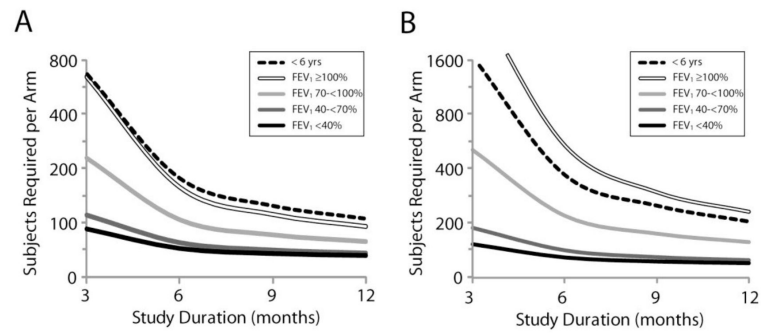 A
Subjects Required per Arm
800
400
200
100
0
3
6
9
12
Study Duration (months)
< 6 yrs
FEV₁ ≥100%
FEV₁ 70-<100%
FEV₁ 40-<70%
FEV₁ <40%
B
Subjects Required per Arm
1600
800
400
200
0
3
6
9
12
Study Duration (months)
< 6 yrs
FEV₁ ≥100%
FEV₁ 70-<100%
FEV₁ 40-<70%
FEV₁ <40%